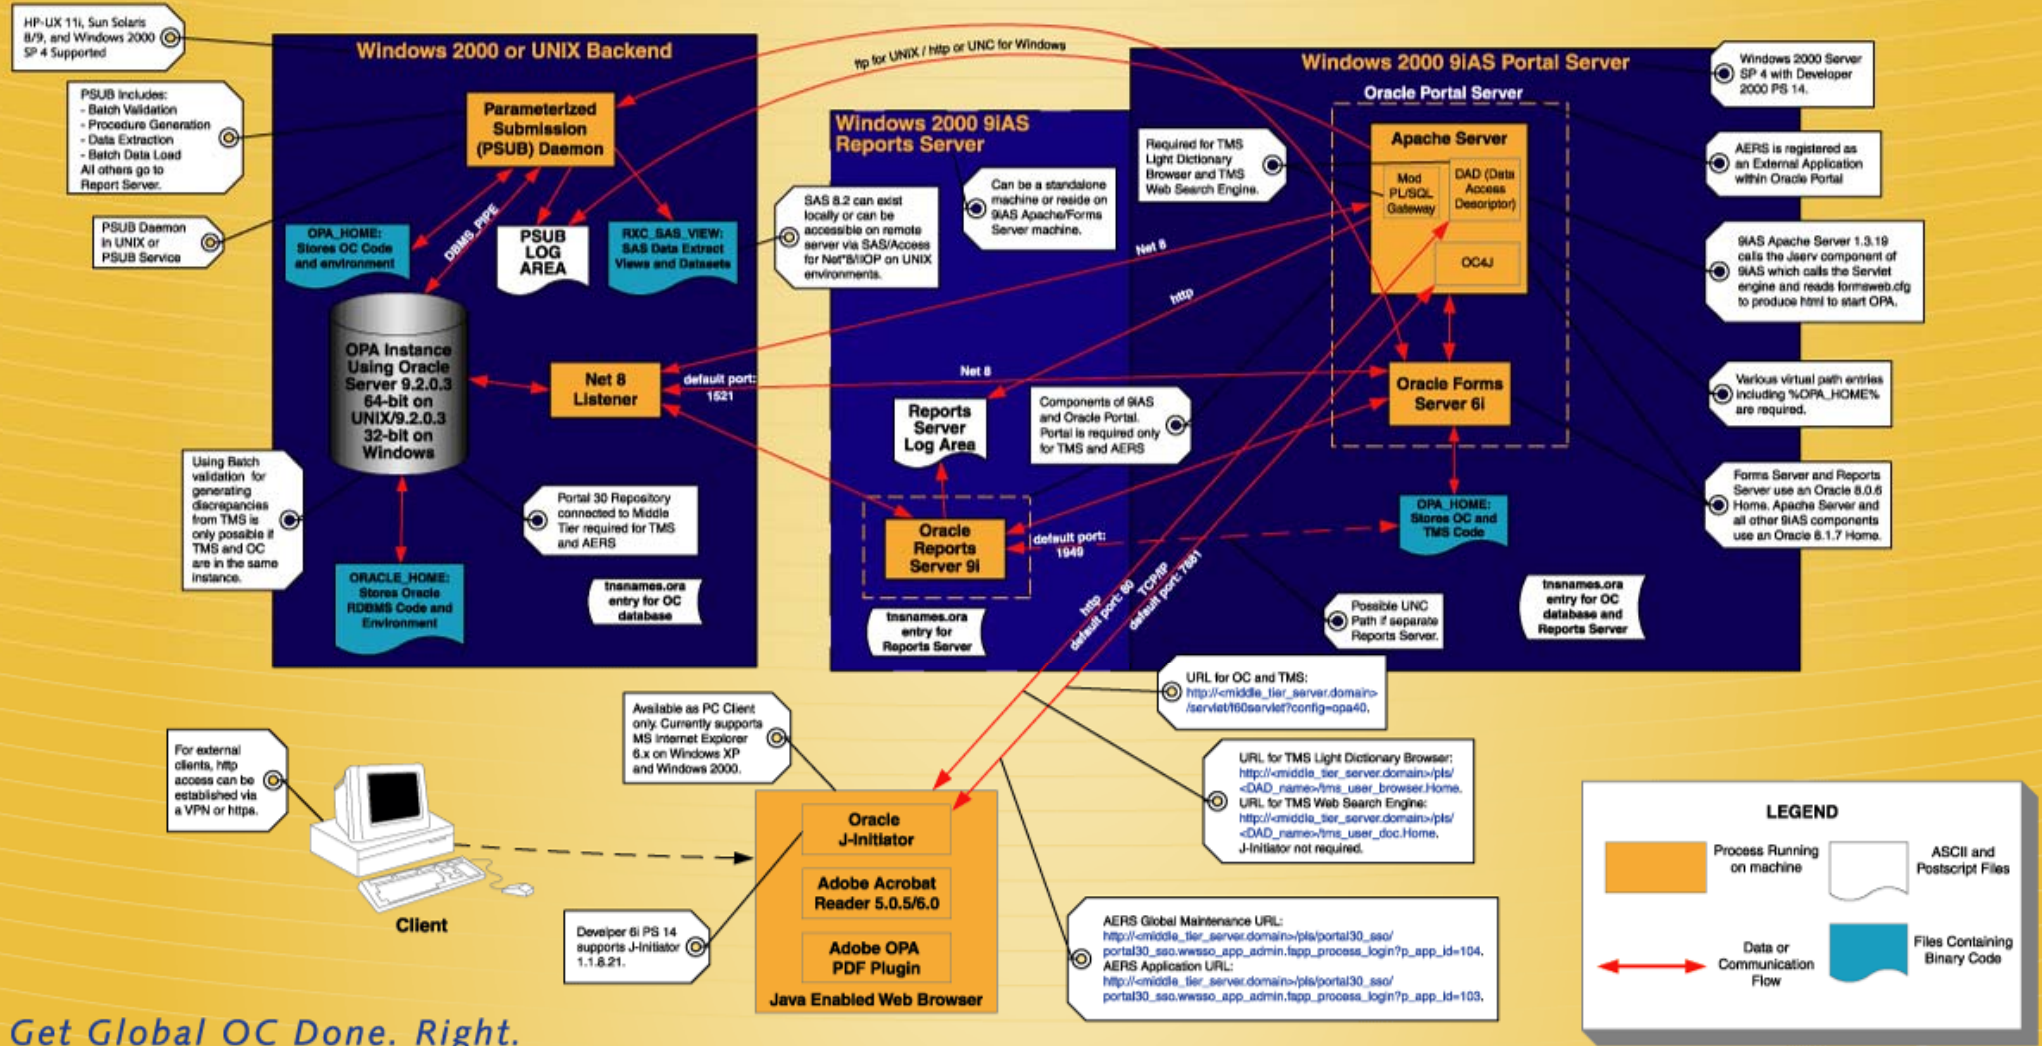 HP-UX 11i, Sun Solaris
8/9, and Windows 2000
SP 4 Supported
PSUB Includes:
- Batch Validation
- Procedure Generation
- Data Extraction
- Batch Data Load
All others go to
Report Server.
PSUB Daemon
in UNIX or
PSUB Service
Windows 2000 or UNIX Backend
Parameterized
Submission
(PSUB) Daemon
OPA_HOME:
Stores OC Code
and environment
DBMS_PIPE
PSUB
LOG
AREA
RXC_SAS_VIEW:
SAS Data Extract
Views and Datasets
OPA Instance
Using Oracle
Server 9.2.0.3
64-bit on
UNIX/9.2.0.3
32-bit on
Windows
Net 8
Listener
default port:
1521
Using Batch
validation for
generating
discrepancies
from TMS is
only possible if
TMS and OC
are in the same
instance.
Portal 30 Repository
connected to Middle
Tier required for TMS
and AERS
ORACLE_HOME:
Stores Oracle
RDBMS Code and
Environment
tnsnames.ora
entry for OC
database
ftp for UNIX / http or UNC for Windows
Windows 2000 9iAS
Reports Server
SAS 8.2 can exist
locally or can be
accessible on remote
server via SAS/Access
for Net*8/IIOP on UNIX
environments.
Can be a standalone
machine or reside on
9iAS Apache/Forms
Server machine.
Net 8
http
Net 8
Reports
Server
Log Area
Components of 9iAS
and Oracle Portal.
Portal is required only
for TMS and AERS
Oracle
Reports
Server 9i
default port:
1949
tnsnames.ora
entry for
Reports Server
Windows 2000 9iAS Portal Server
Oracle Portal Server
Apache Server
Mod
PL/SQL
Gateway
DAD (Data
Access
Descriptor)
OC4J
Required for TMS
Light Dictionary
Browser and TMS
Web Search Engine.
Oracle Forms
Server 6i
OPA_HOME:
Stores OC and
TMS Code
Possible UNC
Path if separate
Reports Server.
tnsnames.ora
entry for OC
database and
Reports Server
http
default port: 80
TCP/IP
default port: 7881
Windows 2000 Server
SP 4 with Developer
2000 PS 14.
AERS is registered as
an External Application
within Oracle Portal
9iAS Apache Server 1.3.19
calls the Jserv component of
9iAS which calls the Servlet
engine and reads formsweb.cfg
to produce html to start OPA.
Various virtual path entries
including %OPA_HOME%
are required.
Forms Server and Reports
Server use an Oracle 8.0.6
Home. Apache Server and
all other 9iAS components
use an Oracle 8.1.7 Home.
URL for OC and TMS:
http://<middle_tier_server.domain>
/servlet/f60servlet?config=opa40.
URL for TMS Light Dictionary Browser:
http://<middle_tier_server.domain>/pls/
<DAD_name>/tms_user_browser.Home.
URL for TMS Web Search Engine:
http://<middle_tier_server.domain>/pls/
<DAD_name>/tms_user_doc.Home.
J-Initiator not required.
AERS Global Maintenance URL:
http://<middle_tier_server.domain>/pls/portal30_sso/
portal30_sso.wwsso_app_admin.fapp_process_login?p_app_id=104.
AERS Application URL:
http://<middle_tier_server.domain>/pls/portal30_sso/
portal30_sso.wwsso_app_admin.fapp_process_login?p_app_id=103.
Available as PC Client
only. Currently supports
MS Internet Explorer
6.x on Windows XP
and Windows 2000.
For external
clients, http
access can be
established via
a VPN or https.
Client
Develper 6i PS 14
supports J-Initiator
1.1.8.21.
Oracle
J-Initiator
Adobe Acrobat
Reader 5.0.5/6.0
Adobe OPA
PDF Plugin
Java Enabled Web Browser
LEGEND
Process Running
on machine
ASCII and
Postscript Files
Data or
Communication
Flow
Files Containing
Binary Code
Get Global OC Done. Right.